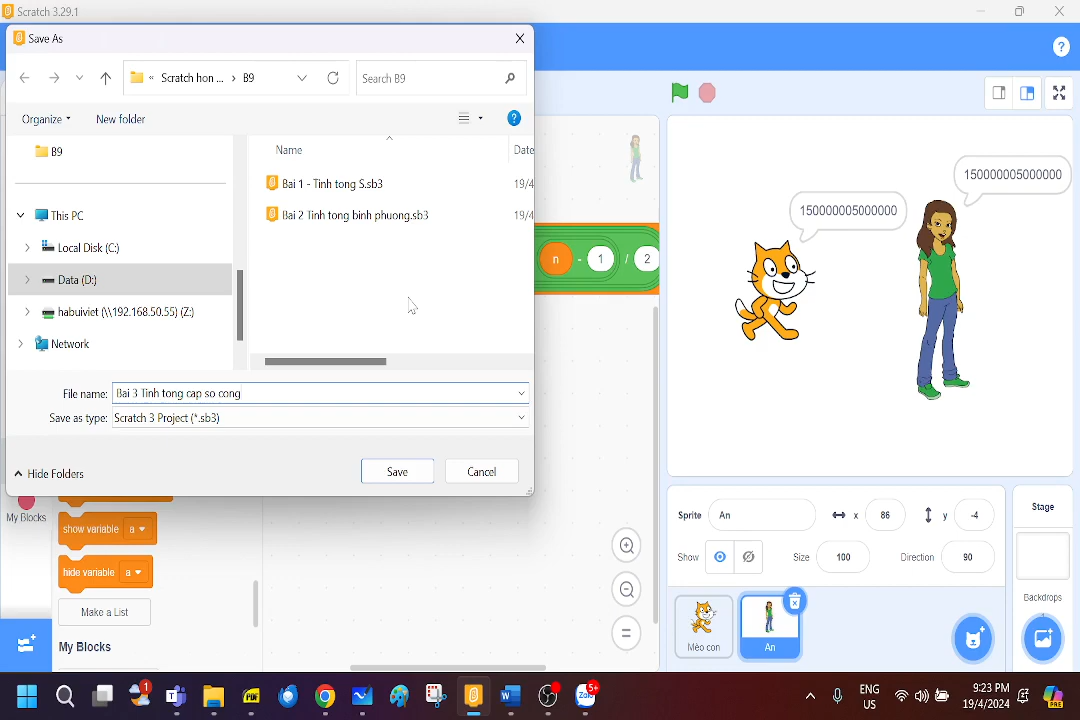 Scratch 3.29.1
Save As
« Scratch hon ... > B9
Search B9
Organize
New folder
B9
This PC
Local Disk (C:)
Data (D:)
habuiviet (\\192.168.50.55) (Z:)
Network
Name
Date
Bai 1 - Tinh tong S.sb3
19/4
Bai 2 Tinh tong binh phuong.sb3
19/4
File name:
Bai 3 Tinh tong cap so cong
Save as type:
Scratch 3 Project (*.sb3)
Hide Folders
Save
Cancel
n - 1 / 2
150000005000000
150000005000000
My Blocks
show variable a
hide variable a
Make a List
My Blocks
Sprite
An
x
86
y
-4
Show
Size
100
Direction
90
Mèo con
An
Stage
Backdrops
1
PDF
W
Zalo
5+
ENG
US
9:23 PM
19/4/2024
PRE